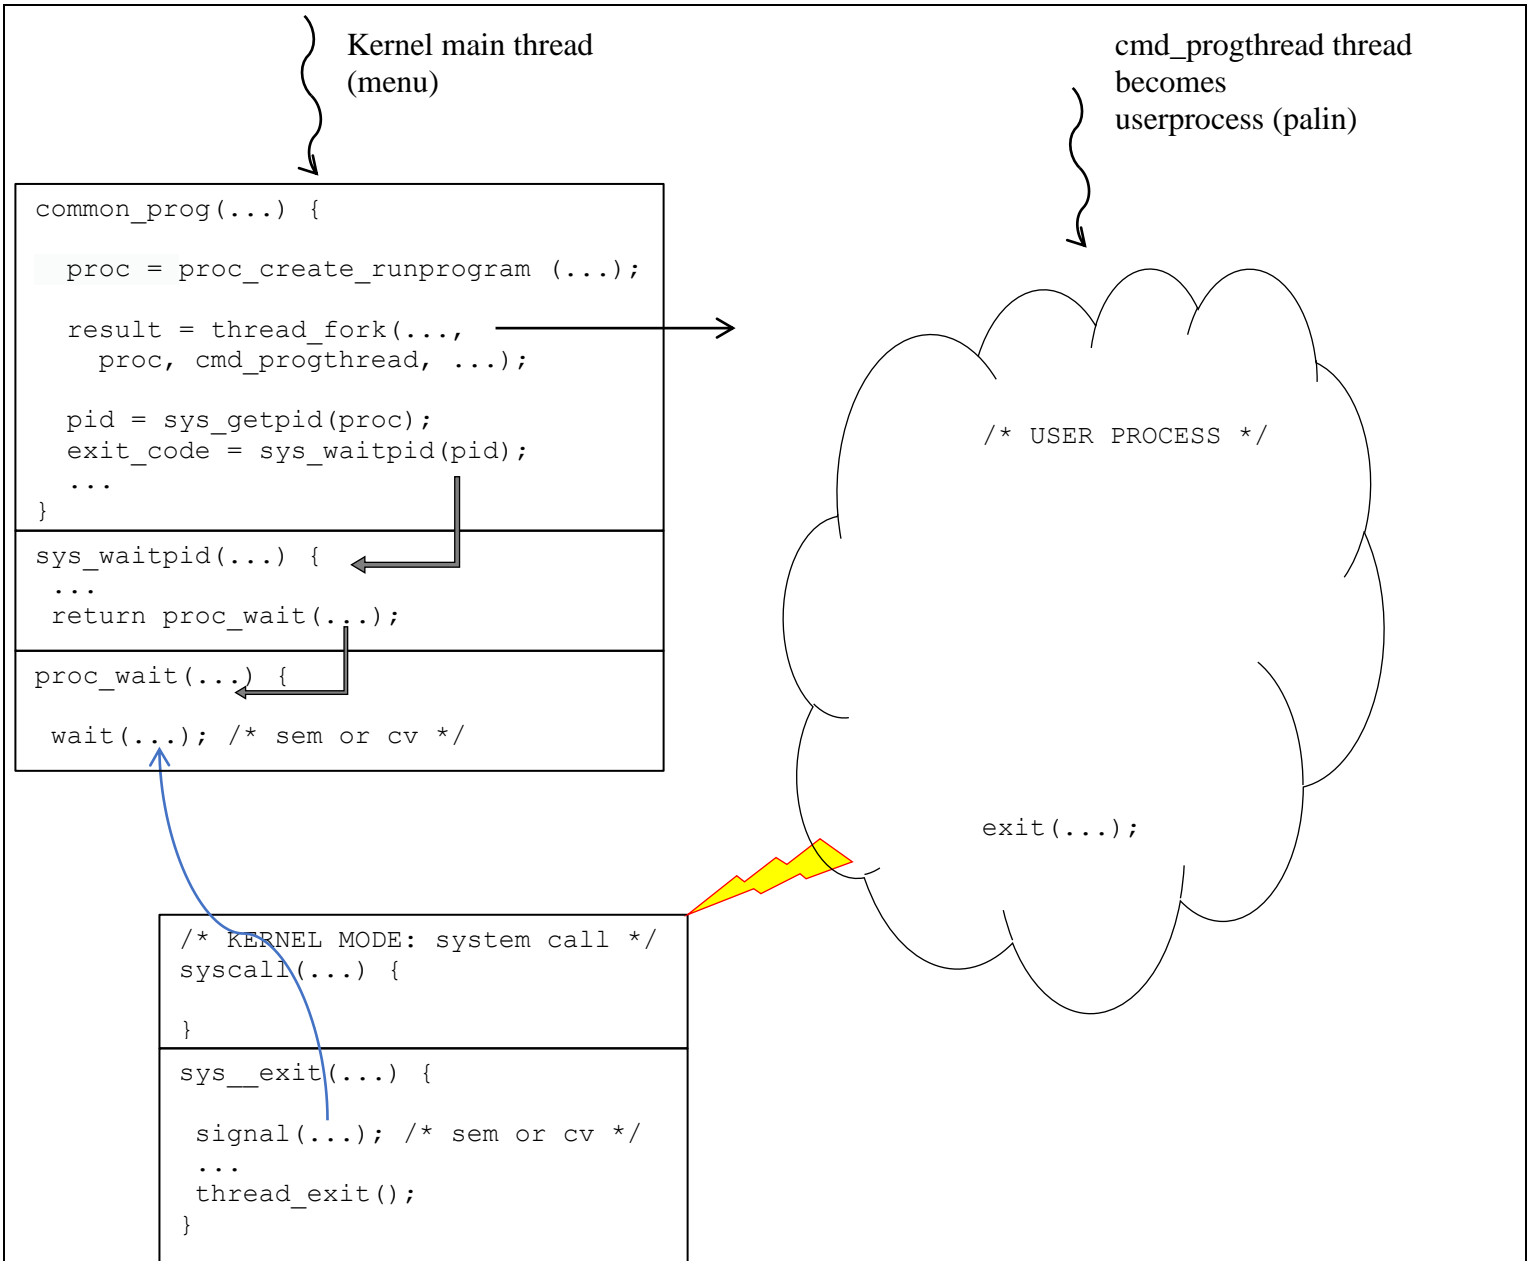 Kernel main thread
(menu)
cmd_progthread thread
becomes
userprocess (palin)
common_prog(...) {
proc = proc_create_runprogram (...);
result = thread_fork(...,
proc, cmd_progthread, ...);
pid = sys_getpid(proc);
exit_code = sys_waitpid(pid);
...
}
sys_waitpid(...) {
...
return proc_wait(...);
proc_wait(...) {
wait(...); /* sem or cv */
/* USER PROCESS */
exit(...);
/* KERNEL MODE: system call */
syscall(...) {
}
sys__exit(...) {
signal(...); /* sem or cv */
...
thread_exit();
}